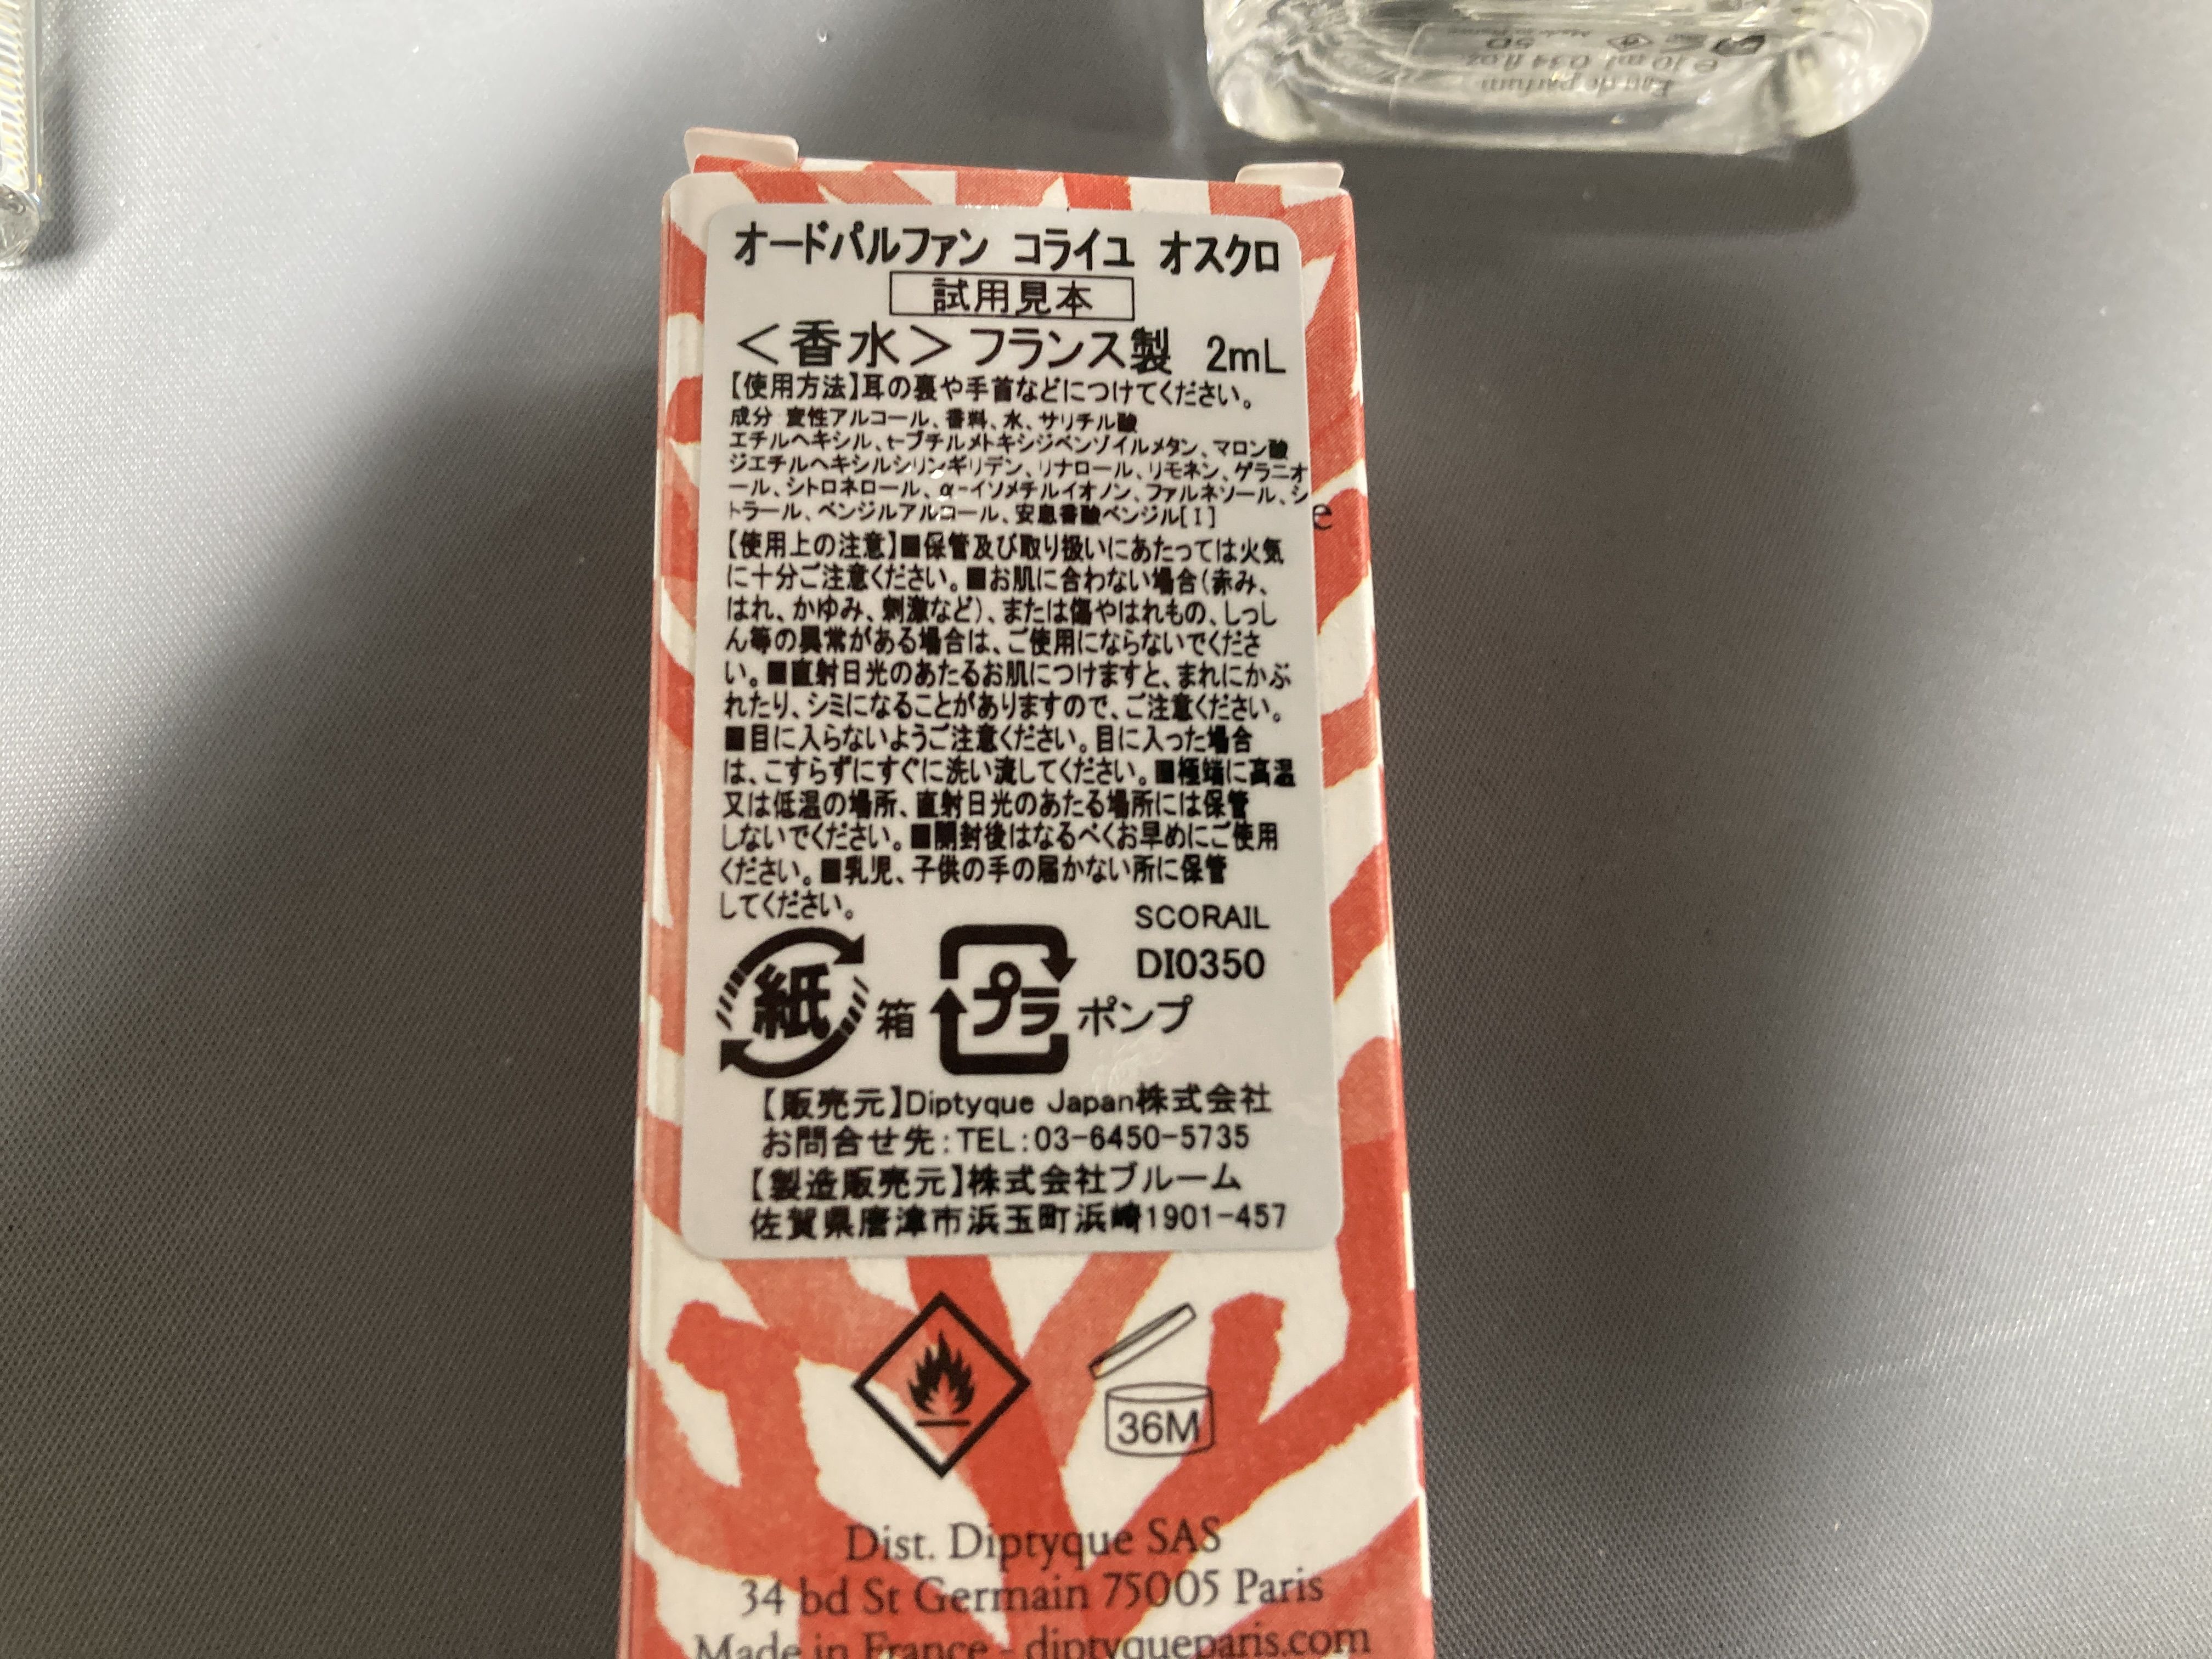 Eau de parfum
e 10 ml 0.34 fl.oz
オードパルファン コライユ オスクロ
試用見本
＜香水＞フランス製 2mL
【使用方法】耳の裏や手首などにつけてください。
成分 変性アルコール、香料、水、サリチル酸
エチルヘキシル、t-ブチルメトキシジベンゾイルメタン、マロン酸
ジエチルヘキシルシリンギリデン、リナロール、リモネン、ゲラニオ
ール、シトロネロール、α-イソメチルイオノン、ファルネソール、シ
トラール、ベンジルアルコール、安息香酸ベンジル[I]
e
【使用上の注意】■保管及び取り扱いにあたっては火気
に十分ご注意ください。■お肌に合わない場合(赤み、
はれ、かゆみ、刺激など)、または傷やはれもの、しっし
ん等の異常がある場合は、ご使用にならないでくださ
い。■直射日光のあたるお肌につけますと、まれにかぶ
れたり、シミになることがありますので、ご注意ください。
■目に入らないようご注意ください。目に入った場合
は、こすらずにすぐに洗い流してください。■極端に高温
又は低温の場所、直射日光のあたる場所には保管
しないでください。■開封後はなるべくお早めにご使用
ください。■乳児、子供の手の届かない所に保管
してください。
SCORAIL
DI0350
紙 箱 プラ ポンプ
【販売元】Diptyque Japan株式会社
お問合せ先:TEL:03-6450-5735
【製造販売元】株式会社ブルーム
佐賀県唐津市浜玉町浜崎1901-457
36M
Dist. Diptyque SAS
34 bd St Germain 75005 Paris
Made in France - diptyqueparis.com